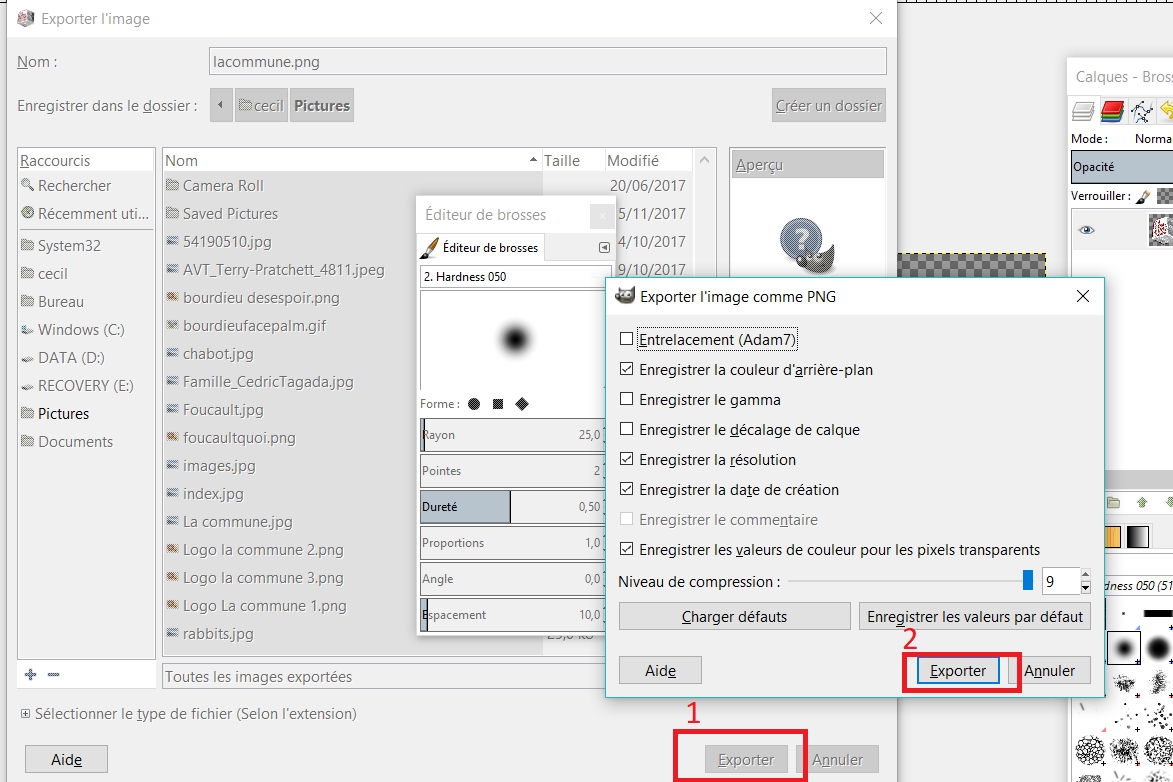 Exporter l'image
Nom :
lacommune.png
Enregistrer dans le dossier :
cecil
Pictures
Créer un dossier
Raccourcis
Rechercher
Récemment uti...
System32
cecil
Bureau
Windows (C:)
DATA (D:)
RECOVERY (E:)
Pictures
Documents
Nom
Taille
Modifié
Camera Roll
20/06/2017
Saved Pictures
5/11/2017
54190510.jpg
4/10/2017
AVT_Terry-Pratchett_4811.jpeg
9/10/2017
bourdieu desespoir.png
bourdieufacepalm.gif
chabot.jpg
Famille_CedricTagada.jpg
Foucault.jpg
foucaultquoi.png
images.jpg
index.jpg
La commune.jpg
Logo la commune 2.png
Logo la commune 3.png
Logo La commune 1.png
rabbits.jpg
Aperçu
Toutes les images exportées
Sélectionner le type de fichier (Selon l'extension)
Aide
1
Exporter
Annuler
Éditeur de brosses
Éditeur de brosses
2. Hardness 050
Forme :
Rayon 25,0
Pointes 2
Dureté 0,50
Proportions 1,0
Angle 0,0
Espacement 10,0
Exporter l'image comme PNG
Entrelacement (Adam7)
Enregistrer la couleur d'arrière-plan
Enregistrer le gamma
Enregistrer le décalage de calque
Enregistrer la résolution
Enregistrer la date de création
Enregistrer le commentaire
Enregistrer les valeurs de couleur pour les pixels transparents
Niveau de compression : 9
Charger défauts
Enregistrer les valeurs par défaut
2
Aide
Exporter
Annuler
Calques - Bross
Mode : Norma
Opacité
Verrouiller :
dness 050 (51